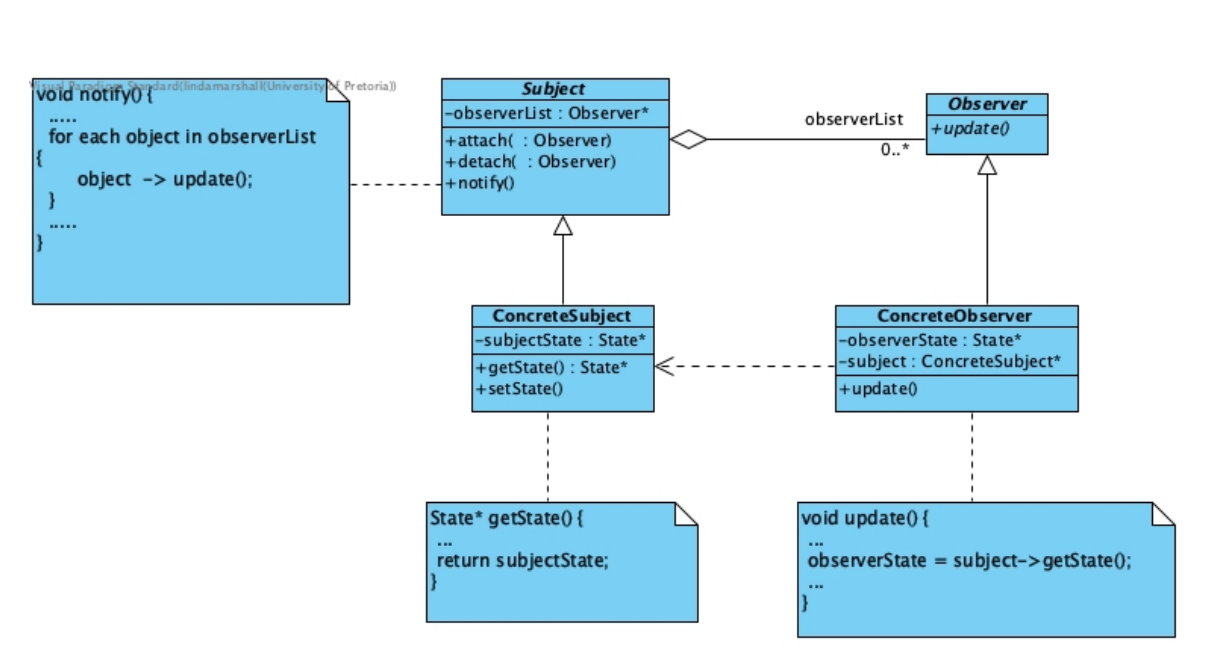 Visual Paradigm Standard(lindamarshall(University of Pretoria))
void notify() {
.....
for each object in observerList
{
object -> update();
}
.....
}
Subject
-observerList : Observer*
+attach( : Observer)
+detach( : Observer)
+notify()
observerList
0..*
Observer
+update()
ConcreteSubject
-subjectState : State*
+getState() : State*
+setState()
ConcreteObserver
-observerState : State*
-subject : ConcreteSubject*
+update()
State* getState() {
...
return subjectState;
}
void update() {
...
observerState = subject->getState();
...
}